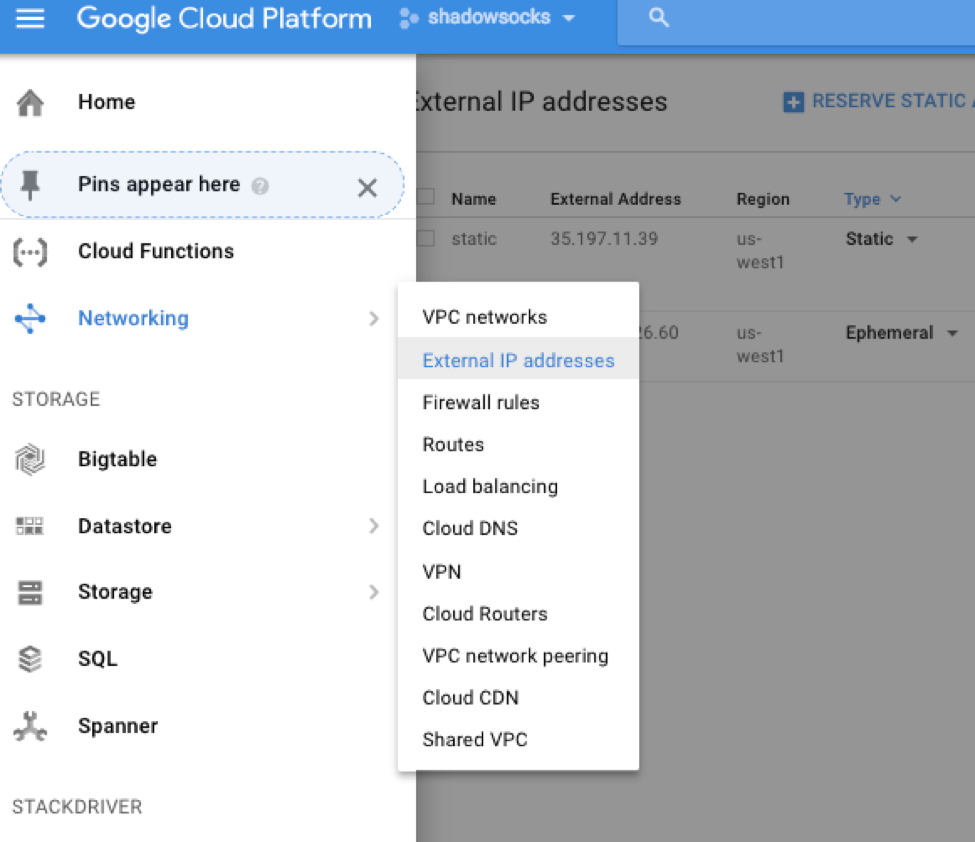 Google Cloud Platform shadowsocks
Home
Pins appear here
Cloud Functions
Networking
STORAGE
Bigtable
Datastore
Storage
SQL
Spanner
STACKDRIVER
VPC networks
External IP addresses
Firewall rules
Routes
Load balancing
Cloud DNS
VPN
Cloud Routers
VPC network peering
Cloud CDN
Shared VPC
External IP addresses
RESERVE STATIC
Name External Address Region Type
static 35.197.11.39 us-
west1 Static
26.60 us-
west1 Ephemeral